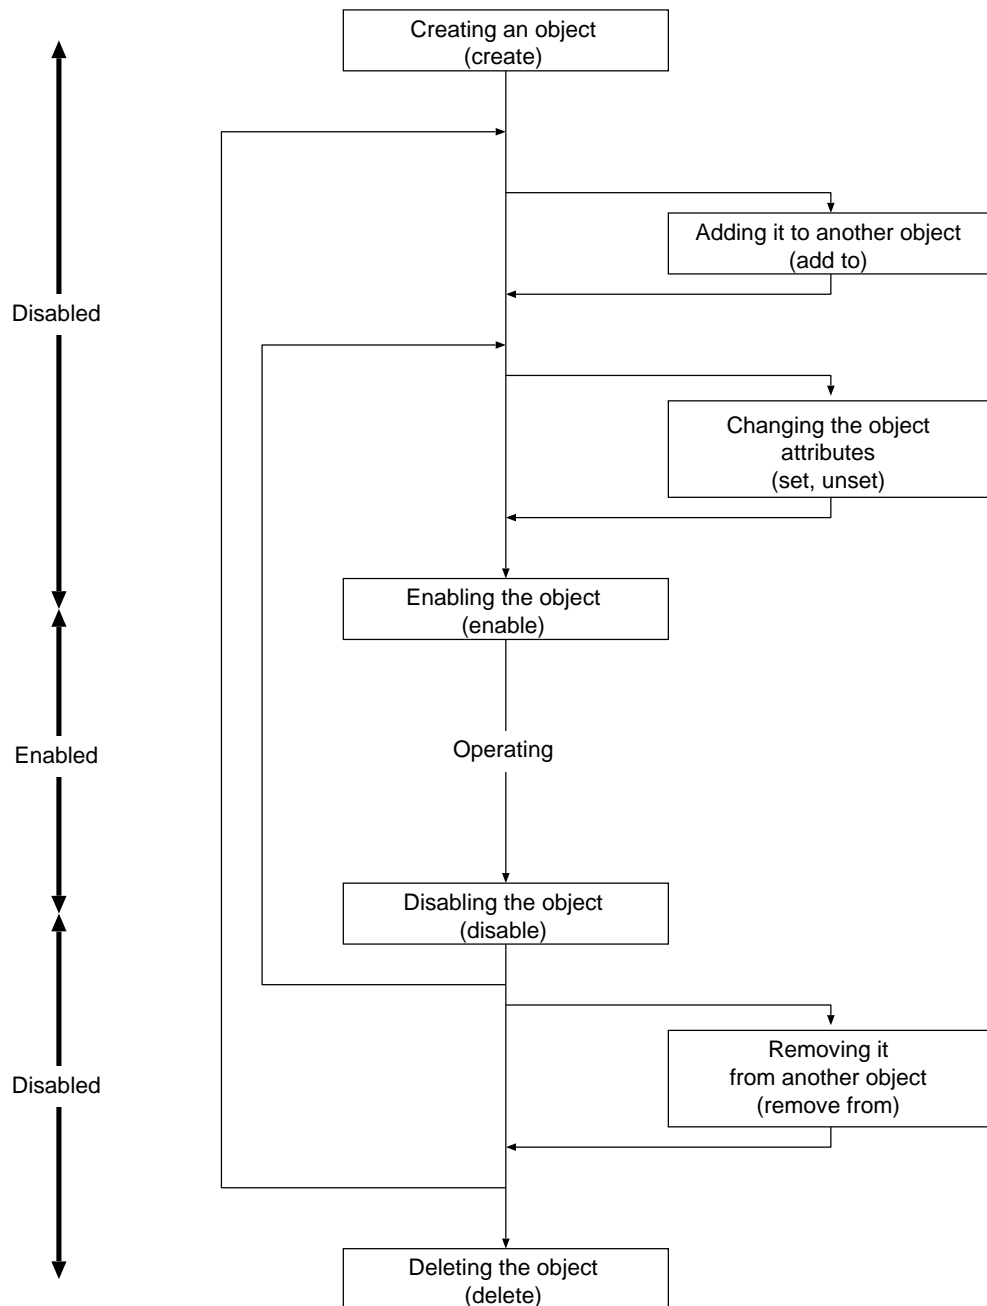 Creating an object
(create)
Adding it to another object
(add to)
Disabled
Changing the object
attributes
(set, unset)
Enabling the object
(enable)
Enabled
Operating
Disabling the object
(disable)
Removing it
from another object
(remove from)
Disabled
Deleting the object
(delete)